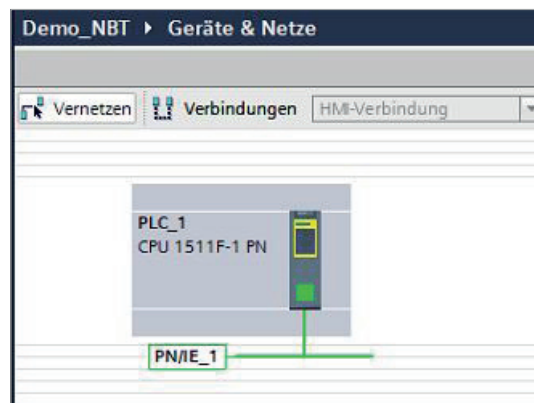 Demo_NBT ▸ Geräte & Netze
Vernetzen Verbindungen HMI-Verbindung
PLC_1
CPU 1511F-1 PN
PN/IE_1